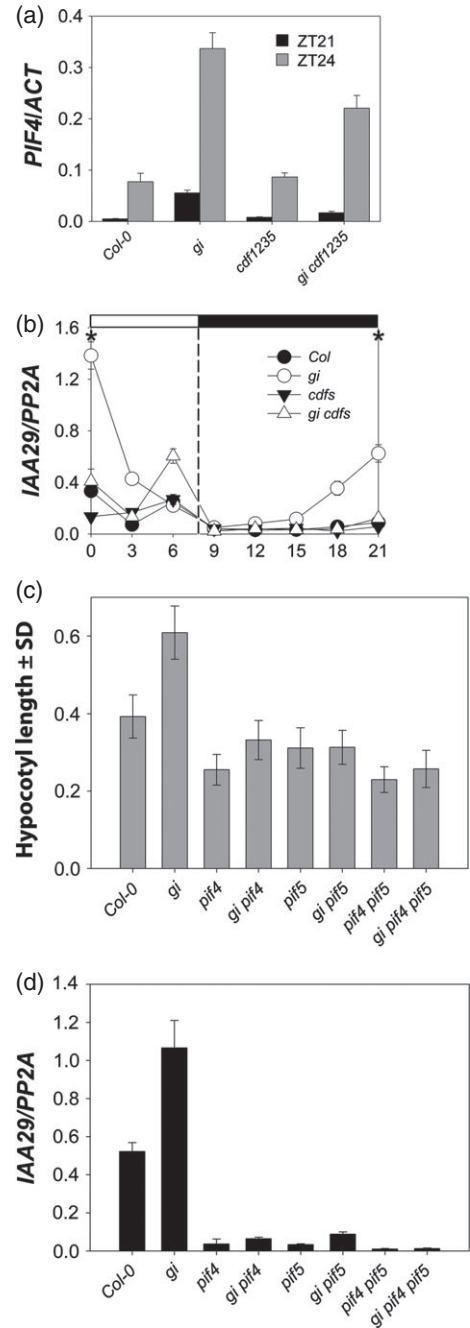 (a)
ZT21
ZT24
PIF4/ACT
0.4
0.3
0.2
0.1
0.0
Col-0
gi
cdf1235
gi cdf1235
(b)
IAA29/PP2A
1.6
1.2
0.8
0.4
0.0
*
*
Col
gi
cdfs
gi cdfs
0 3 6 9 12 15 18 21
(c)
Hypocotyl length ± SD
0.6
0.4
0.2
0.0
Col-0
gi
pif4
gi pif4
pif5
gi pif5
pif4 pif5
gi pif4 pif5
(d)
IAA29/PP2A
1.4
1.2
1.0
0.8
0.6
0.4
0.2
0.0
Col-0
gi
pif4
gi pif4
pif5
gi pif5
pif4 pif5
gi pif4 pif5